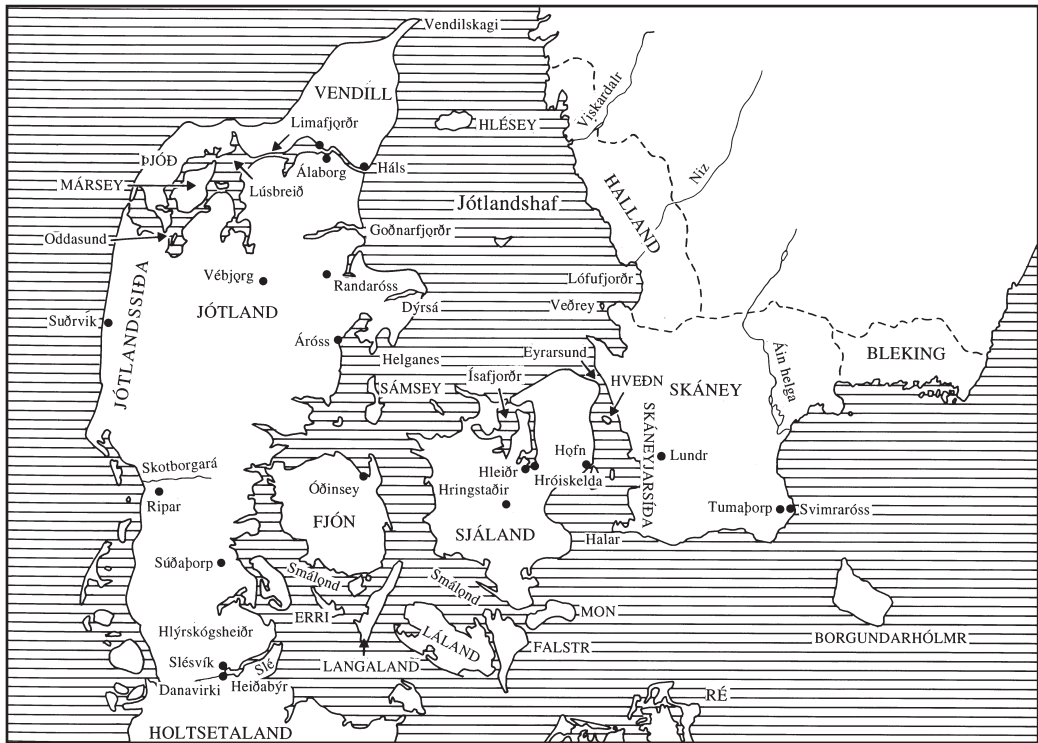 Vendilskagi
VENDILL
Limafjǫrðr
HLÉSEY
Viskardalr
ÞJÓÐ
Álaborg
Háls
MÁRSEY
Lúsbreið
Niz
Jótlandshaf
HALLAND
Oddasund
Goðnarfjǫrðr
Vébjǫrg
Randaróss
Lófufjǫrðr
JÓTLANDSSIÐA
JÓTLAND
Dýrsá
Veðrey
Suðrvík
Áróss
Helganes
Eyrarsund
Áin helga
BLEKING
SÁMSEY
Ísafjǫrðr
HVEÐN
SKÁNEY
SKÁNEYJARSÍÐA
Skotborgará
Hǫfn
Lundr
Hleiðr
Hróiskelda
Óðinsey
Hringstaðir
Ripar
FJÓN
SJÁLAND
Tumaþorp
Svimraróss
Halar
Súðaþorp
Smálǫnd
Smálǫnd
ERRI
MON
Hlýrskógsheiðr
LÁLAND
BORGUNDARHÓLMR
FALSTR
Slésvík
Slé
LANGALAND
Danavirki
Heiðabýr
RÉ
HOLTSETALAND